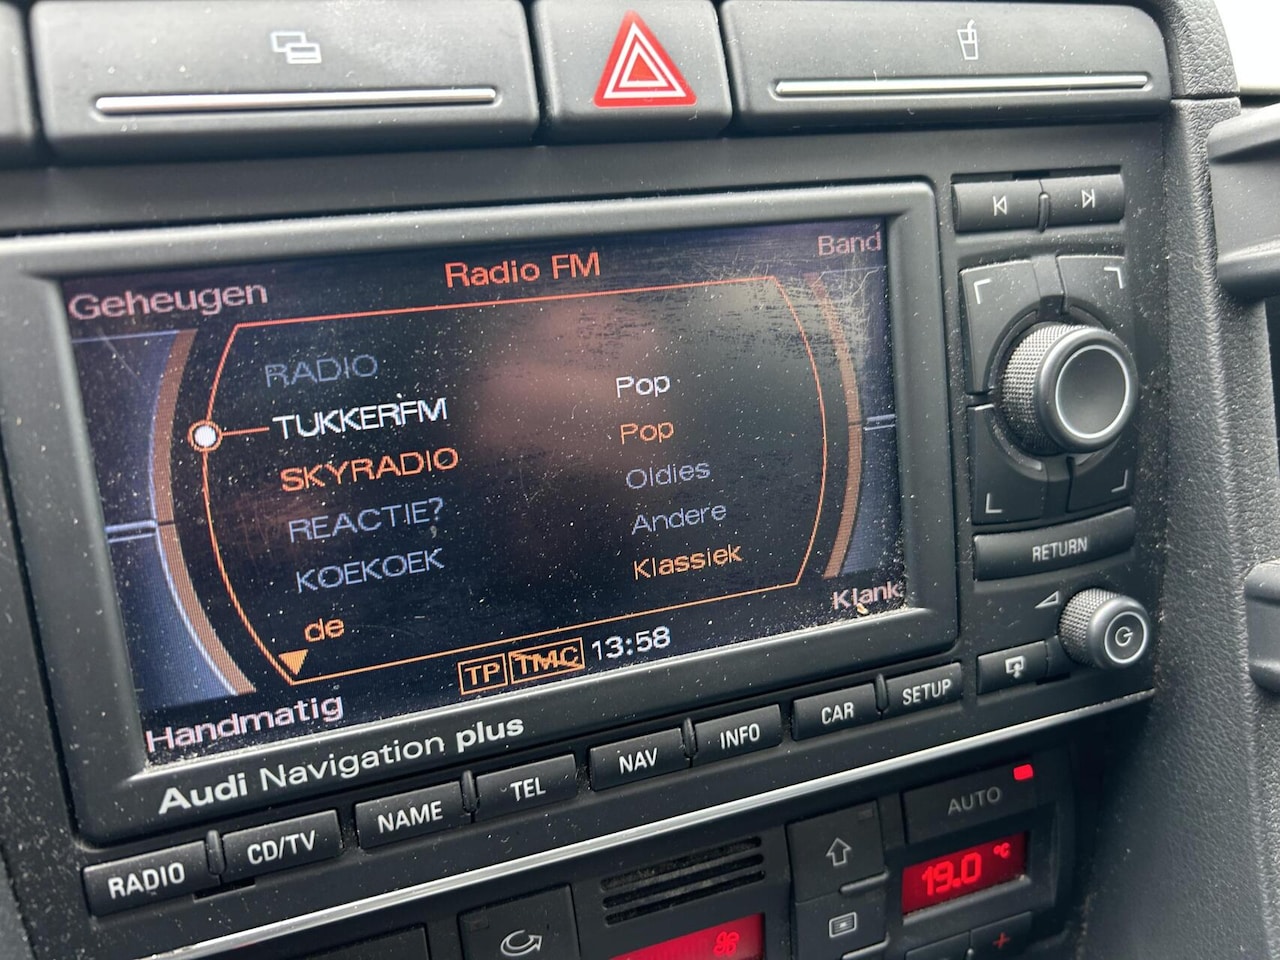 Geheugen
Radio FM
Band
RADIO
TUKKERFM Pop
SKYRADIO Pop
REACTIE? Oldies
KOEKOEK Andere
de Klassiek
Handmatig
TP TMC 13:58
Klank
Audi Navigation plus
RETURN
RADIO CD/TV NAME TEL NAV INFO CAR SETUP
AUTO
19.0 °C